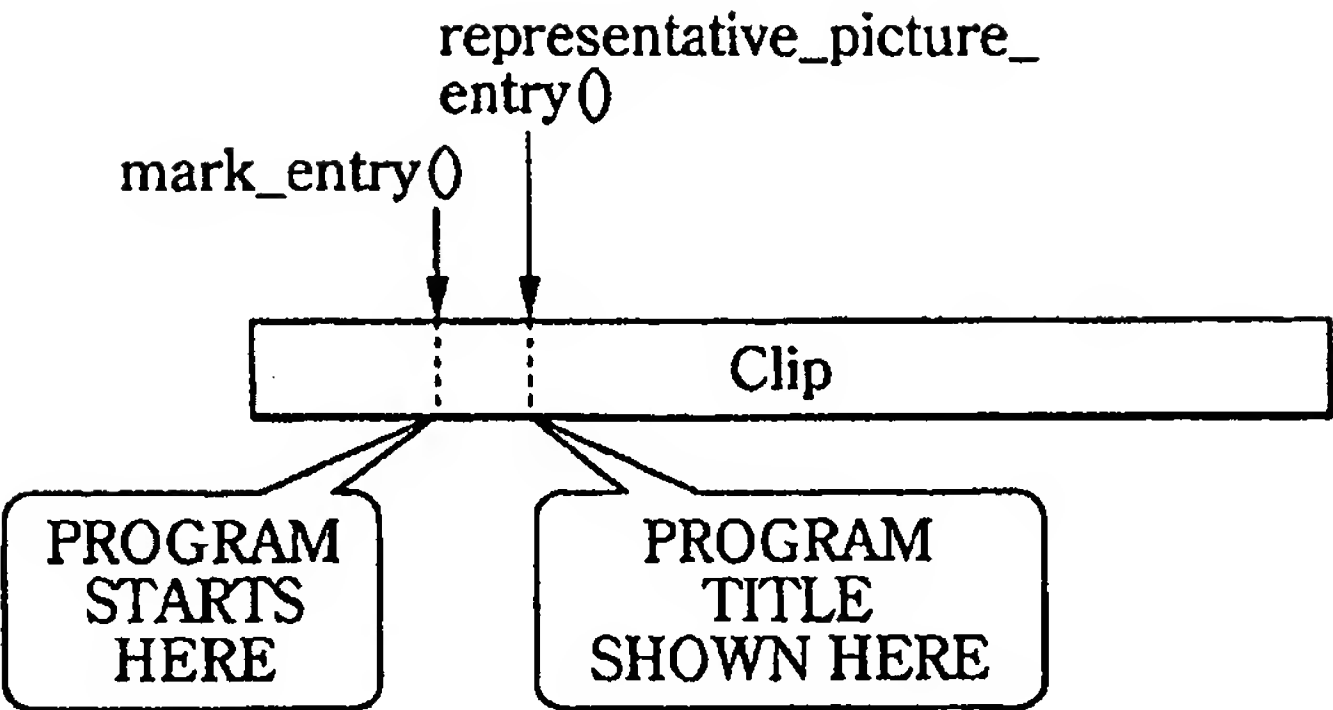 representative_picture_
entry()
mark_entry()
Clip
PROGRAM
STARTS
HERE
PROGRAM
TITLE
SHOWN HERE